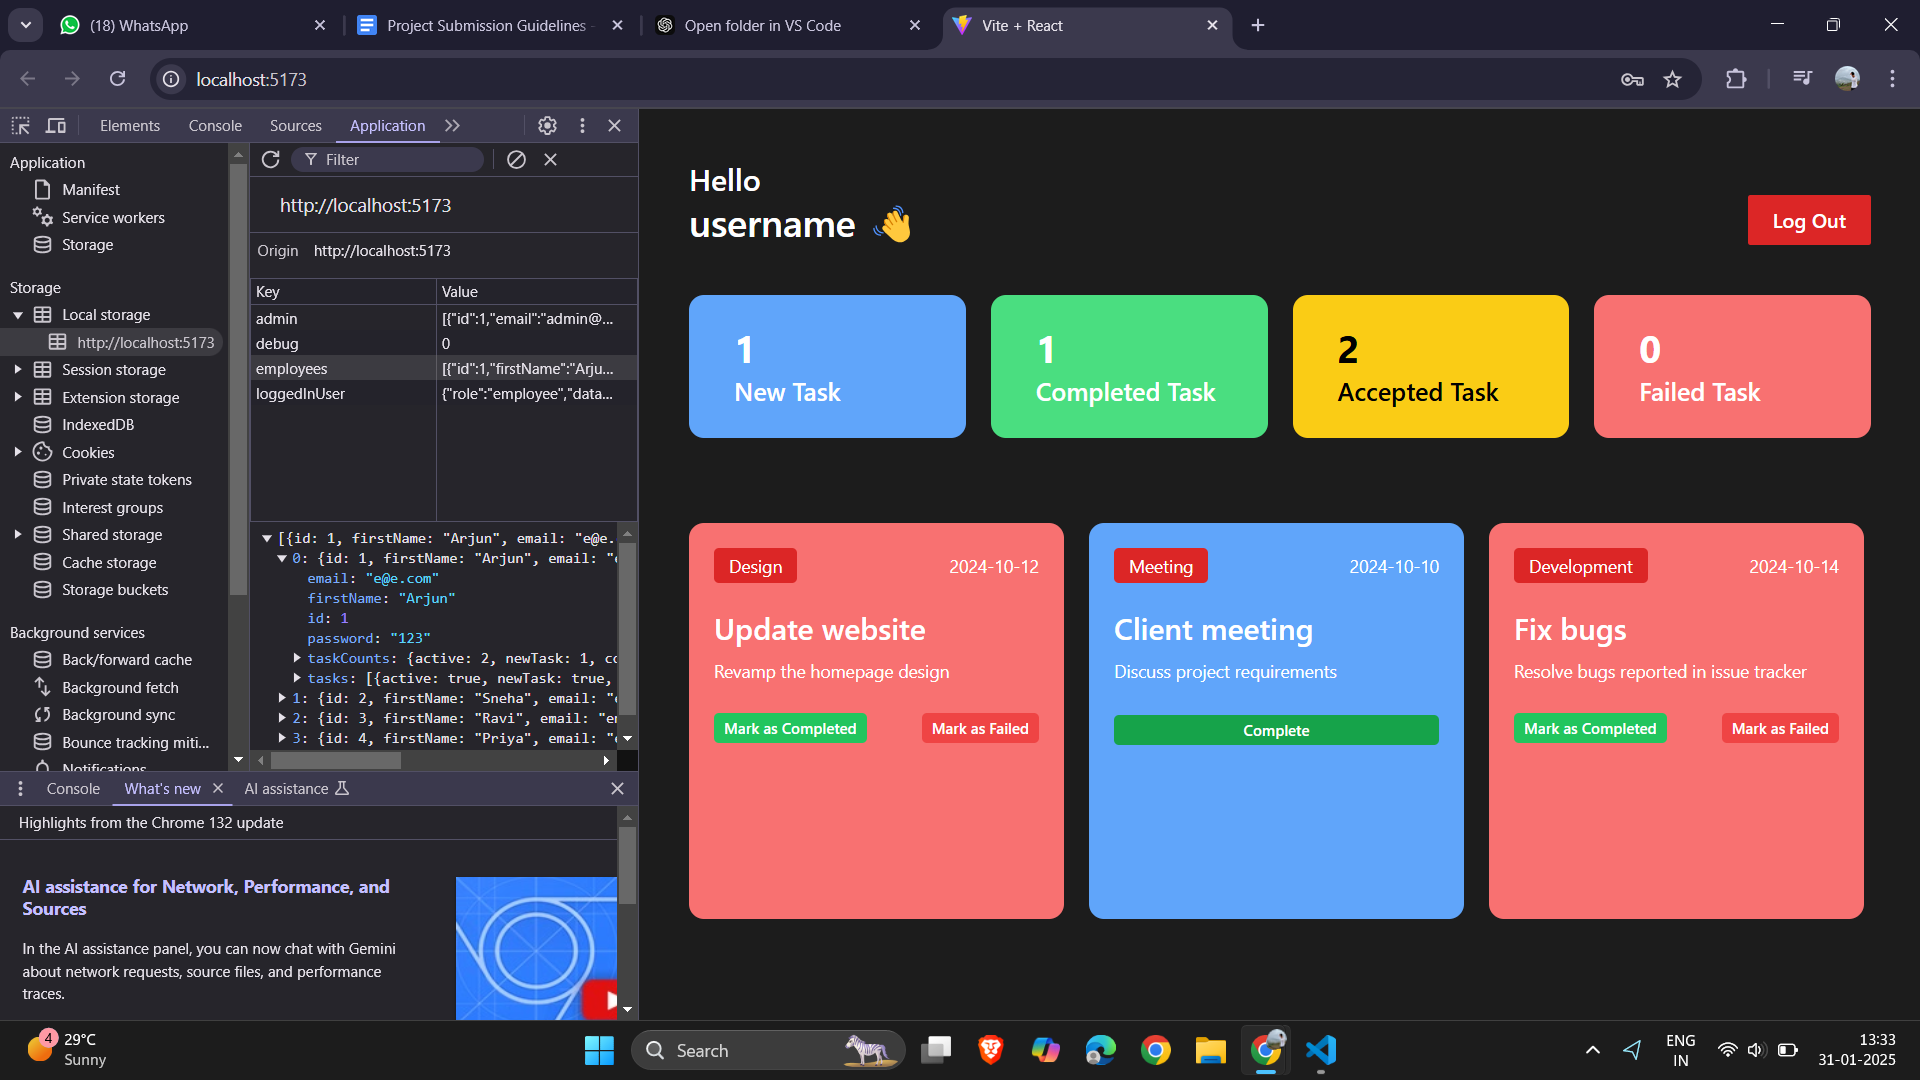 (18) WhatsApp
Project Submission Guidelines -
Open folder in VS Code
Vite + React
localhost:5173
Elements
Console
Sources
Application
Application
Manifest
Service workers
Storage
Storage
Local storage
http://localhost:5173
Session storage
Extension storage
IndexedDB
Cookies
Private state tokens
Interest groups
Shared storage
Cache storage
Storage buckets
Background services
Back/forward cache
Background fetch
Background sync
Bounce tracking miti...
Notifications
Filter
http://localhost:5173
Origin http://localhost:5173
Key Value
admin [{"id":1,"email":"admin@...
debug 0
employees [{"id":1,"firstName":"Arju...
loggedInUser {"role":"employee","data...
[{id: 1, firstName: "Arjun", email: "e@e.
0: {id: 1, firstName: "Arjun", email: "e
email: "e@e.com"
firstName: "Arjun"
id: 1
password: "123"
taskCounts: {active: 2, newTask: 1, co
tasks: [{active: true, newTask: true,
1: {id: 2, firstName: "Sneha", email: "e
2: {id: 3, firstName: "Ravi", email: "em
3: {id: 4, firstName: "Priya", email: "e
Console
What's new
AI assistance
Highlights from the Chrome 132 update
AI assistance for Network, Performance, and
Sources
In the AI assistance panel, you can now chat with Gemini
about network requests, source files, and performance
traces.
Hello
username 👋
Log Out
1
New Task
1
Completed Task
2
Accepted Task
0
Failed Task
Design 2024-10-12
Update website
Revamp the homepage design
Mark as Completed Mark as Failed
Meeting 2024-10-10
Client meeting
Discuss project requirements
Complete
Development 2024-10-14
Fix bugs
Resolve bugs reported in issue tracker
Mark as Completed Mark as Failed
4
29°C
Sunny
Search
ENG
IN
13:33
31-01-2025